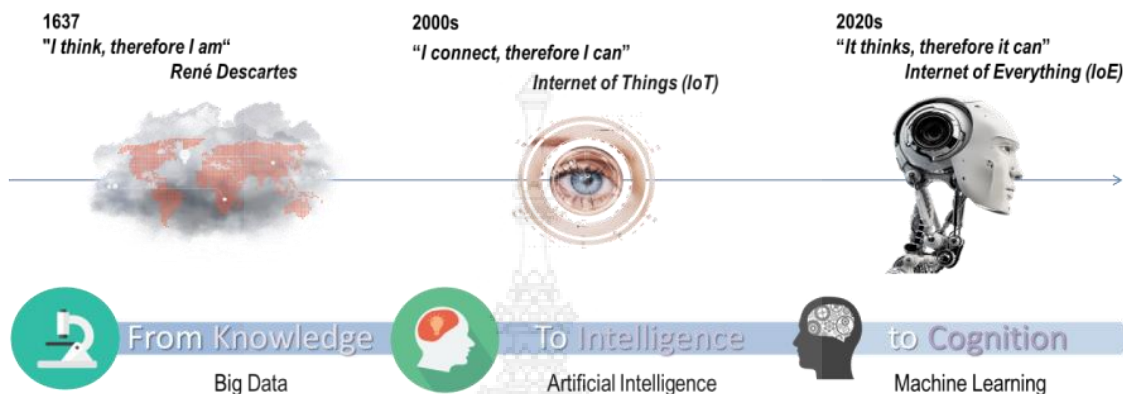 1637
"I think, therefore I am“
René Descartes
2000s
“I connect, therefore I can”
Internet of Things (IoT)
2020s
“It thinks, therefore it can”
Internet of Everything (IoE)
From Knowledge
To Intelligence
to Cognition
Big Data
Artificial Intelligence
Machine Learning